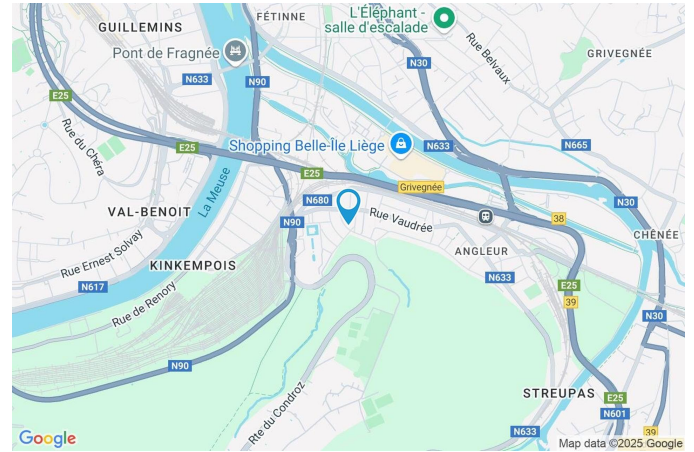 FÉTINNE
L'Éléphant -
salle d'escalade
GUILLEMINS
Rue Belvaux
Pont de Fragnée
GRIVEGNÉE
N633
N90
N30
E25
Rue du Chéra
Shopping Belle-Île Liège
N633
N665
E25
E25
Grivegnée
N680
N30
La Meuse
VAL-BENOIT
N90
Rue Vaudrée
38
CHÊNÉE
Rue Ernest Solvay
ANGLEUR
KINKEMPOIS
N633
E25
N617
39
Rue de Renory
N30
N90
STREUPAS
E25
Rte du Condroz
N601
N633
39
Google
Map data ©2025 Google